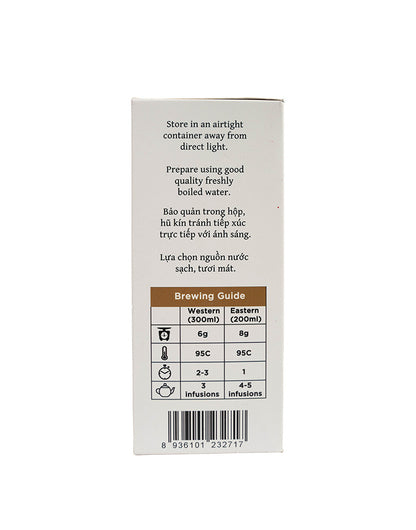 Store in an airtight
container away from
direct light.
Prepare using good
quality freshly
boiled water.
Bảo quản trong hộp,
hũ kín tránh tiếp xúc
trực tiếp với ánh sáng.
Lựa chọn nguồn nước
sạch, tươi mát.
Brewing Guide
Western Eastern
(300ml) (200ml)
6g 8g
95C 95C
2-3 1
3 4-5
infusions infusions
8 936101 232717